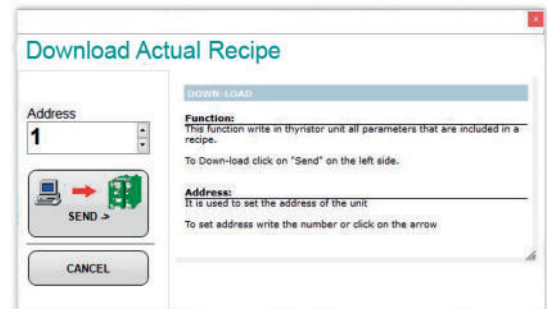 Download Actual Recipe
Address
1
SEND ->
CANCEL
DOWN-LOAD
Function:
This function write in thyristor unit all parameters that are included in a
recipe.
To Down-load click on "Send" on the left side.
Address:
It is used to set the address of the unit
To set address write the number or click on the arrow